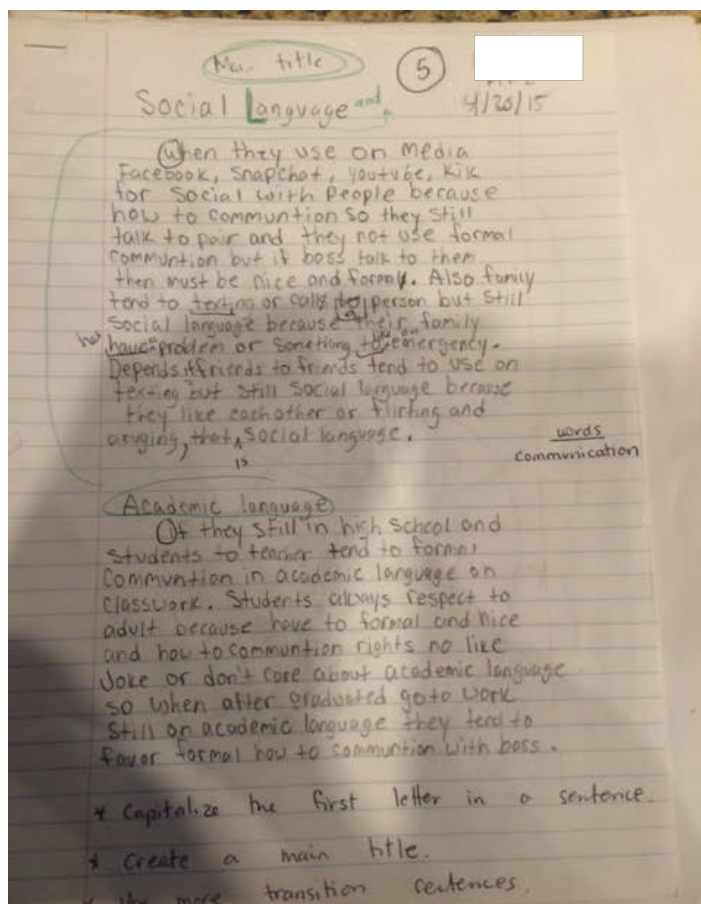 Main title
5
Social Language and
4/20/15
When they use on media
Facebook, Snapchat, youtube, Kik
for social with People because
how to communtion so they still
talk to pair and they not use formal
communtion but if boss talk to them
then must be nice and formly. Also family
tend to texting or cally to person but still
social language because their family
has
have problem or something emergency.
Depends if friends to friends tend to use on
texting but still social language because
they like eachother or flirting and
aruging, that social language.
is
words
communication
Academic language
If they still in high school and
students to teacher tend to formal
communtion in academic language on
classwork. Students always respect to
adult because have to formal and nice
and how to communtion rights no like
Joke or don't care about academic language
so when after graduated go to work
still on academic language they tend to
favor formal how to communtion with boss.
* Capitalize the first letter in a sentence.
* Create a main title.
* Use more transition sentences.